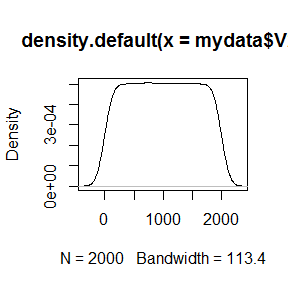 density.default(x = mydata$V
Density
0e+00 3e-04
0 1000 2000
N = 2000 Bandwidth = 113.4